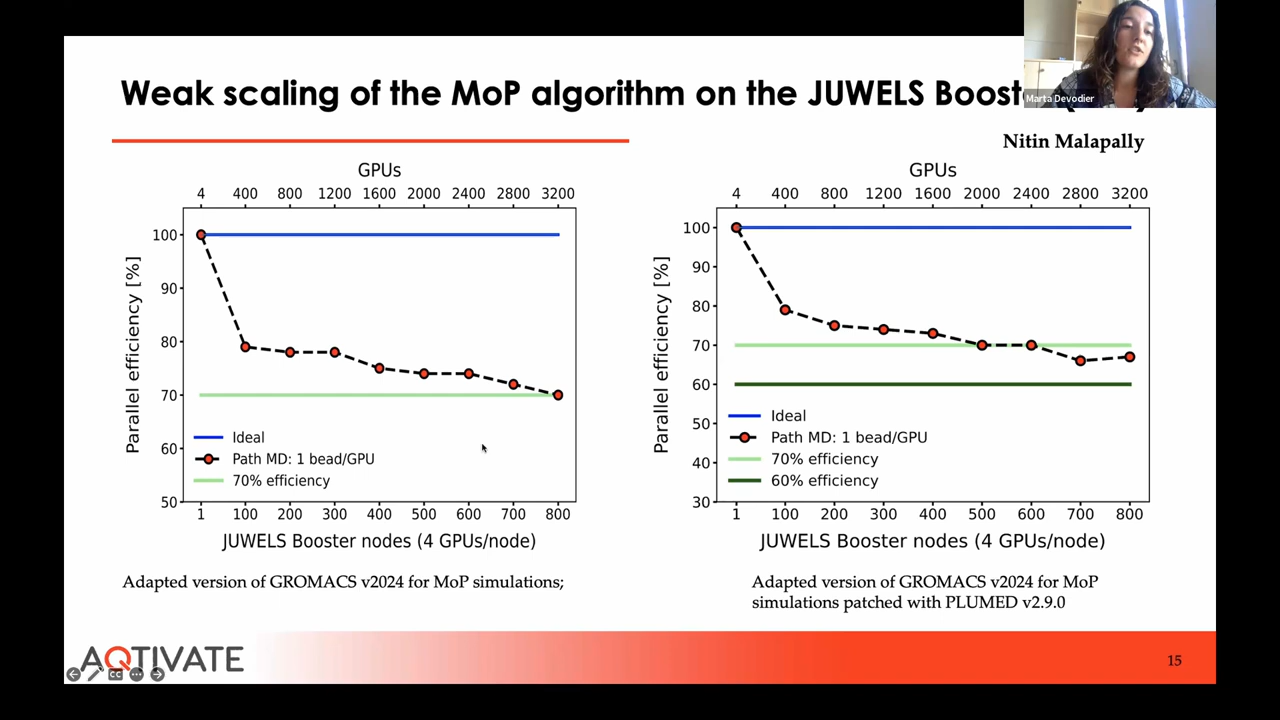 Weak scaling of the MoP algorithm on the JUWELS
Marta Devodier
Nitin Malapally
GPUs
4 400 800 1200 1600 2000 2400 2800 3200
100
90
80
70
60
50
Parallel efficiency [%]
Ideal
Path MD: 1 bead/GPU
70% efficiency
1 100 200 300 400 500 600 700 800
JUWELS Booster nodes (4 GPUs/node)
Adapted version of GROMACS v2024 for MoP simulations;
GPUs
4 400 800 1200 1600 2000 2400 2800 3200
100
90
80
70
60
50
40
30
Parallel efficiency [%]
Ideal
Path MD: 1 bead/GPU
70% efficiency
60% efficiency
1 100 200 300 400 500 600 700 800
JUWELS Booster nodes (4 GPUs/node)
Adapted version of GROMACS v2024 for MoP
simulations patched with PLUMED v2.9.0
AQTIVATE
CC
15